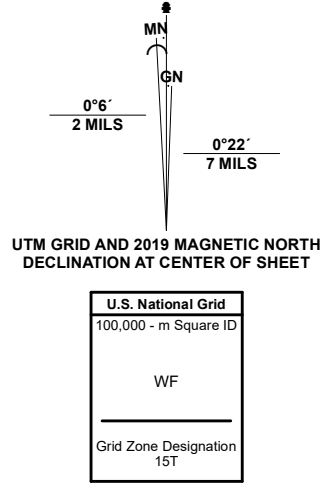 MN
GN
0°6´
2 MILS
0°22´
7 MILS
UTM GRID AND 2019 MAGNETIC NORTH
DECLINATION AT CENTER OF SHEET
U.S. National Grid
100,000 - m Square ID
WF
Grid Zone Designation
15T